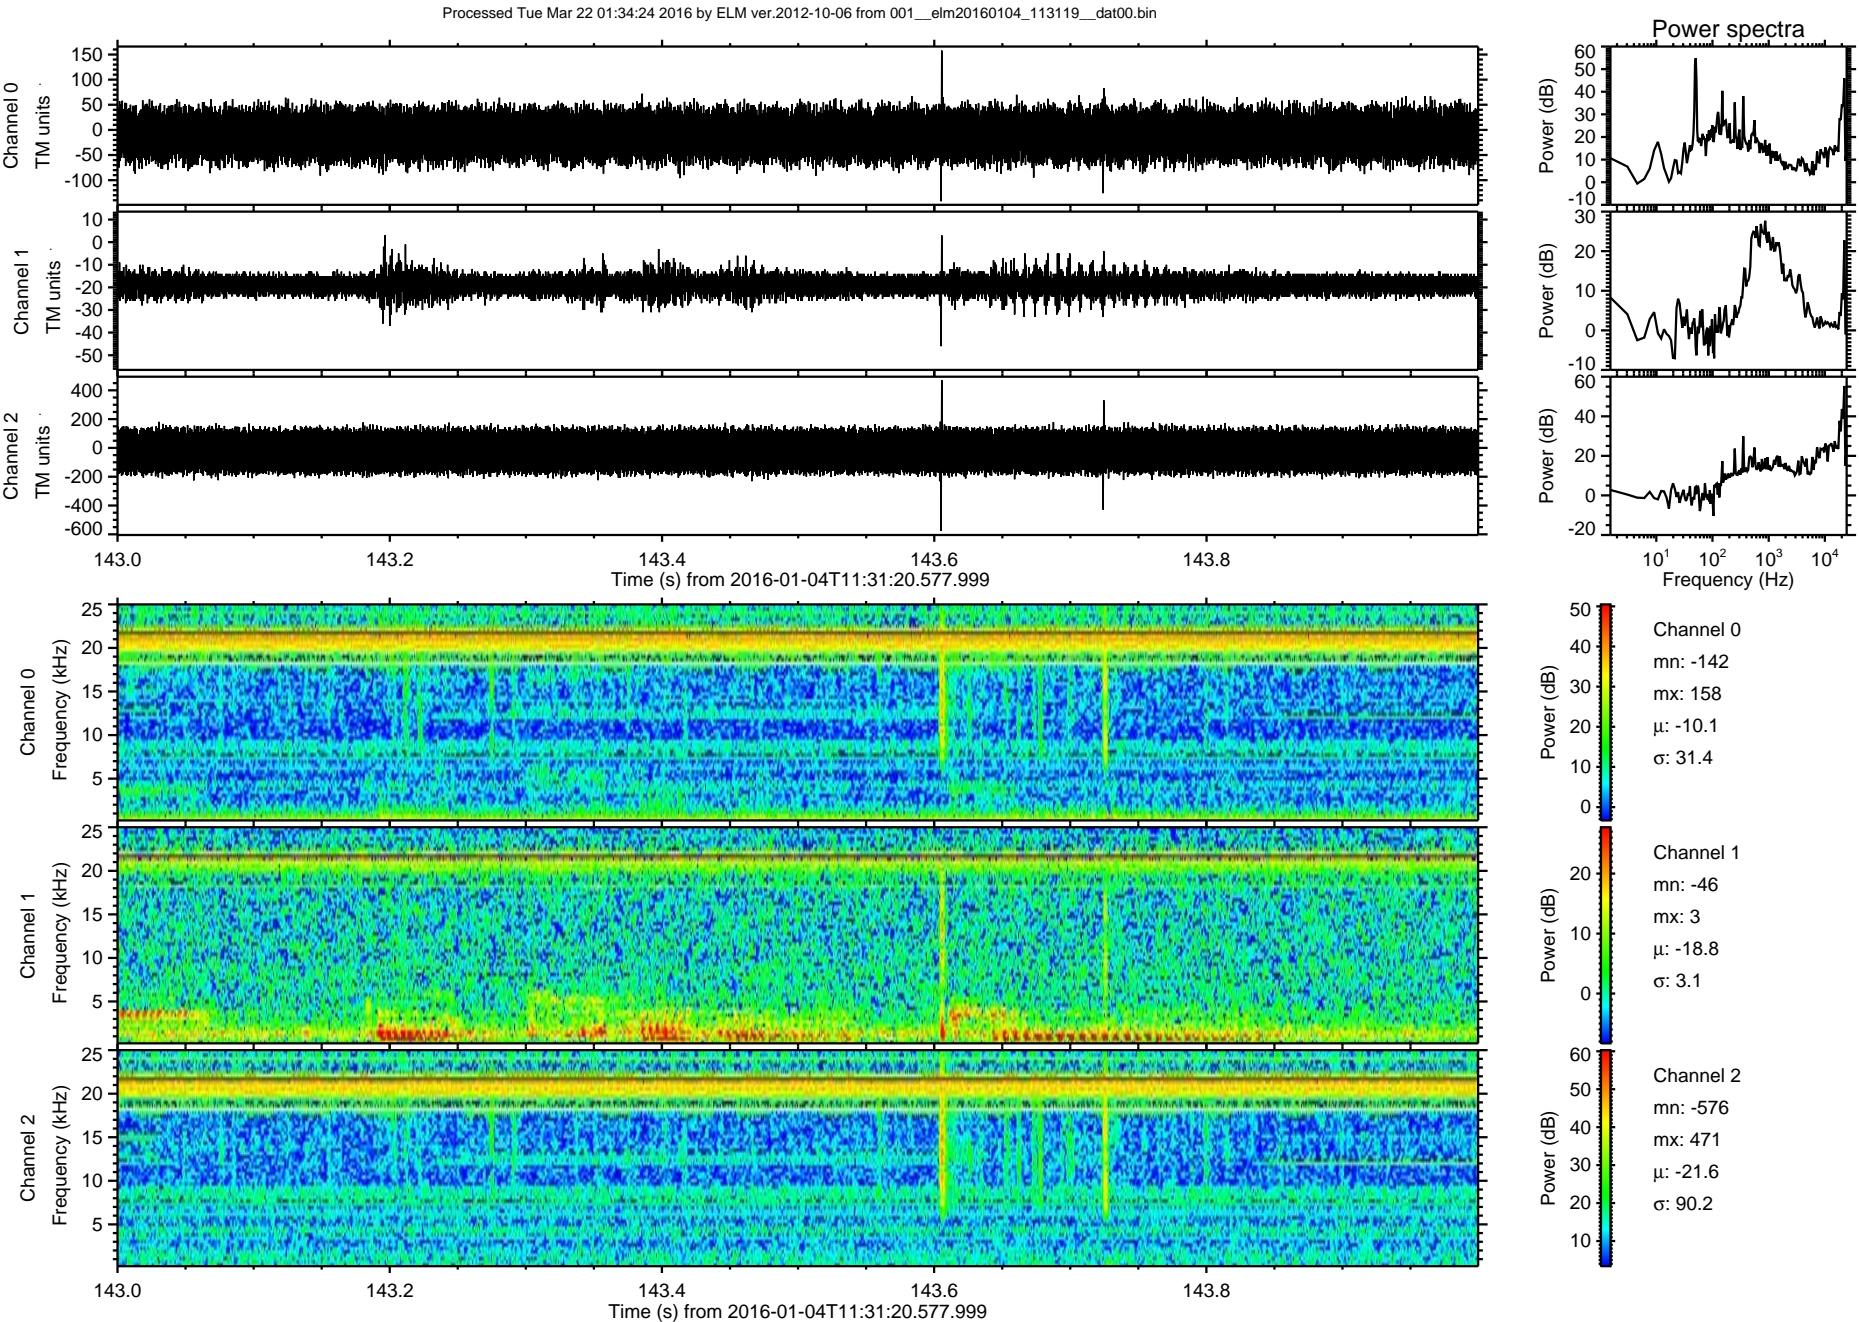 Processed Tue Mar 22 01:34:24 2016 by ELM ver.2012-10-06 from 001__elm20160104_113119__dat00.bin
Power spectra
Channel 0
TM units
150
100
50
0
-50
-100
Power (dB)
60
50
40
30
20
10
0
-10
Channel 1
TM units
10
0
-10
-20
-30
-40
-50
Power (dB)
30
20
10
0
-10
Channel 2
TM units
400
200
0
-200
-400
-600
Power (dB)
60
40
20
0
-20
143.0 143.2 143.4 143.6 143.8
Time (s) from 2016-01-04T11:31:20.577.999
10^1 10^2 10^3 10^4
Frequency (Hz)
Channel 0
Frequency (kHz)
25
20
15
10
5
Power (dB)
50
40
30
20
10
0
Channel 0
mn: -142
mx: 158
μ: -10.1
σ: 31.4
Channel 1
Frequency (kHz)
25
20
15
10
5
Power (dB)
20
10
0
Channel 1
mn: -46
mx: 3
μ: -18.8
σ: 3.1
Channel 2
Frequency (kHz)
25
20
15
10
5
Power (dB)
60
50
40
30
20
10
Channel 2
mn: -576
mx: 471
μ: -21.6
σ: 90.2
143.0 143.2 143.4 143.6 143.8
Time (s) from 2016-01-04T11:31:20.577.999